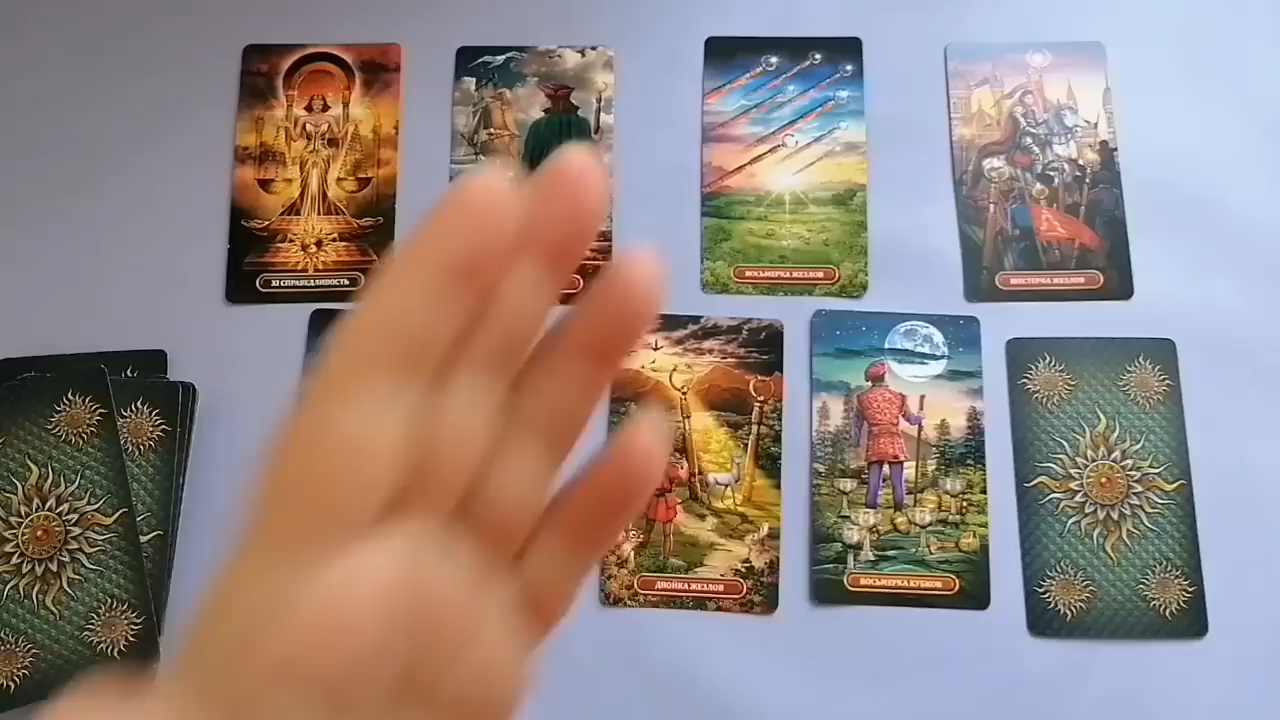 XI СПРАВЕДЛИВОСТЬ
ВОСЬМЕРКА ЖЕЗЛОВ
ШЕСТЕРКА ЖЕЗЛОВ
ДВОЙКА ЖЕЗЛОВ
ВОСЬМЕРКА КУБКОВ